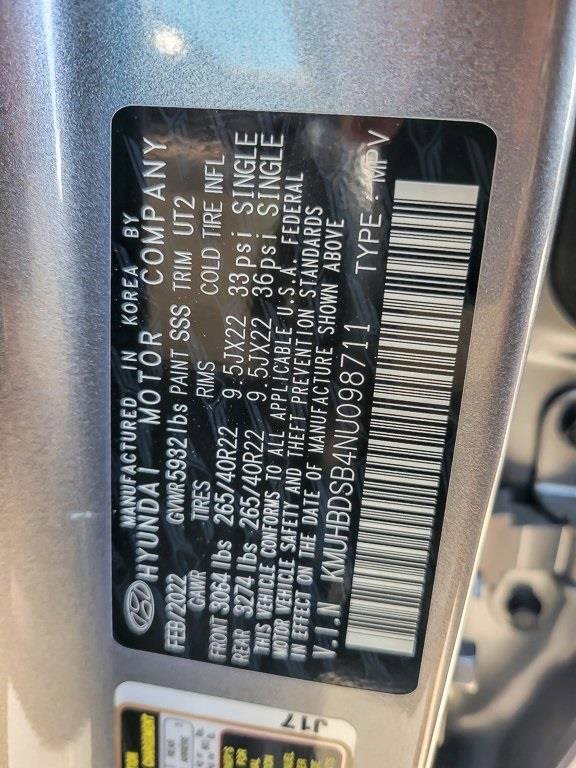 MANUFACTURED IN KOREA BY
HYUNDAI MOTOR COMPANY
FEB/2022 GVWR 5932 lbs PAINT SSS TRIM UT2
GAWR TIRES RIMS COLD TIRE INFL
FRONT 3064 lbs 265/40R22 9.5JX22 33psi SINGLE
REAR 3274 lbs 265/40R22 9.5JX22 36psi SINGLE
THIS VEHICLE CONFORMS TO ALL APPLICABLE U.S.A. FEDERAL
MOTOR VEHICLE SAFETY AND THEFT PREVENTION STANDARDS
IN EFFECT ON THE DATE OF MANUFACTURE SHOWN ABOVE
V.I.N KMUHBDSB4NU098711 TYPE : MPV
J17